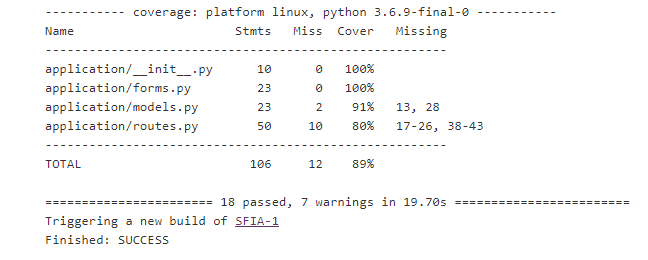 ----------- coverage: platform linux, python 3.6.9-final-0 -----------
Name                      Stmts   Miss  Cover   Missing
-------------------------------------------------------
application/__init__.py      10      0   100%
application/forms.py         23      0   100%
application/models.py        23      2    91%   13, 28
application/routes.py        50     10    80%   17-26, 38-43
-------------------------------------------------------
TOTAL                       106     12    89%
======================= 18 passed, 7 warnings in 19.70s ========================
Triggering a new build of SFIA-1
Finished: SUCCESS